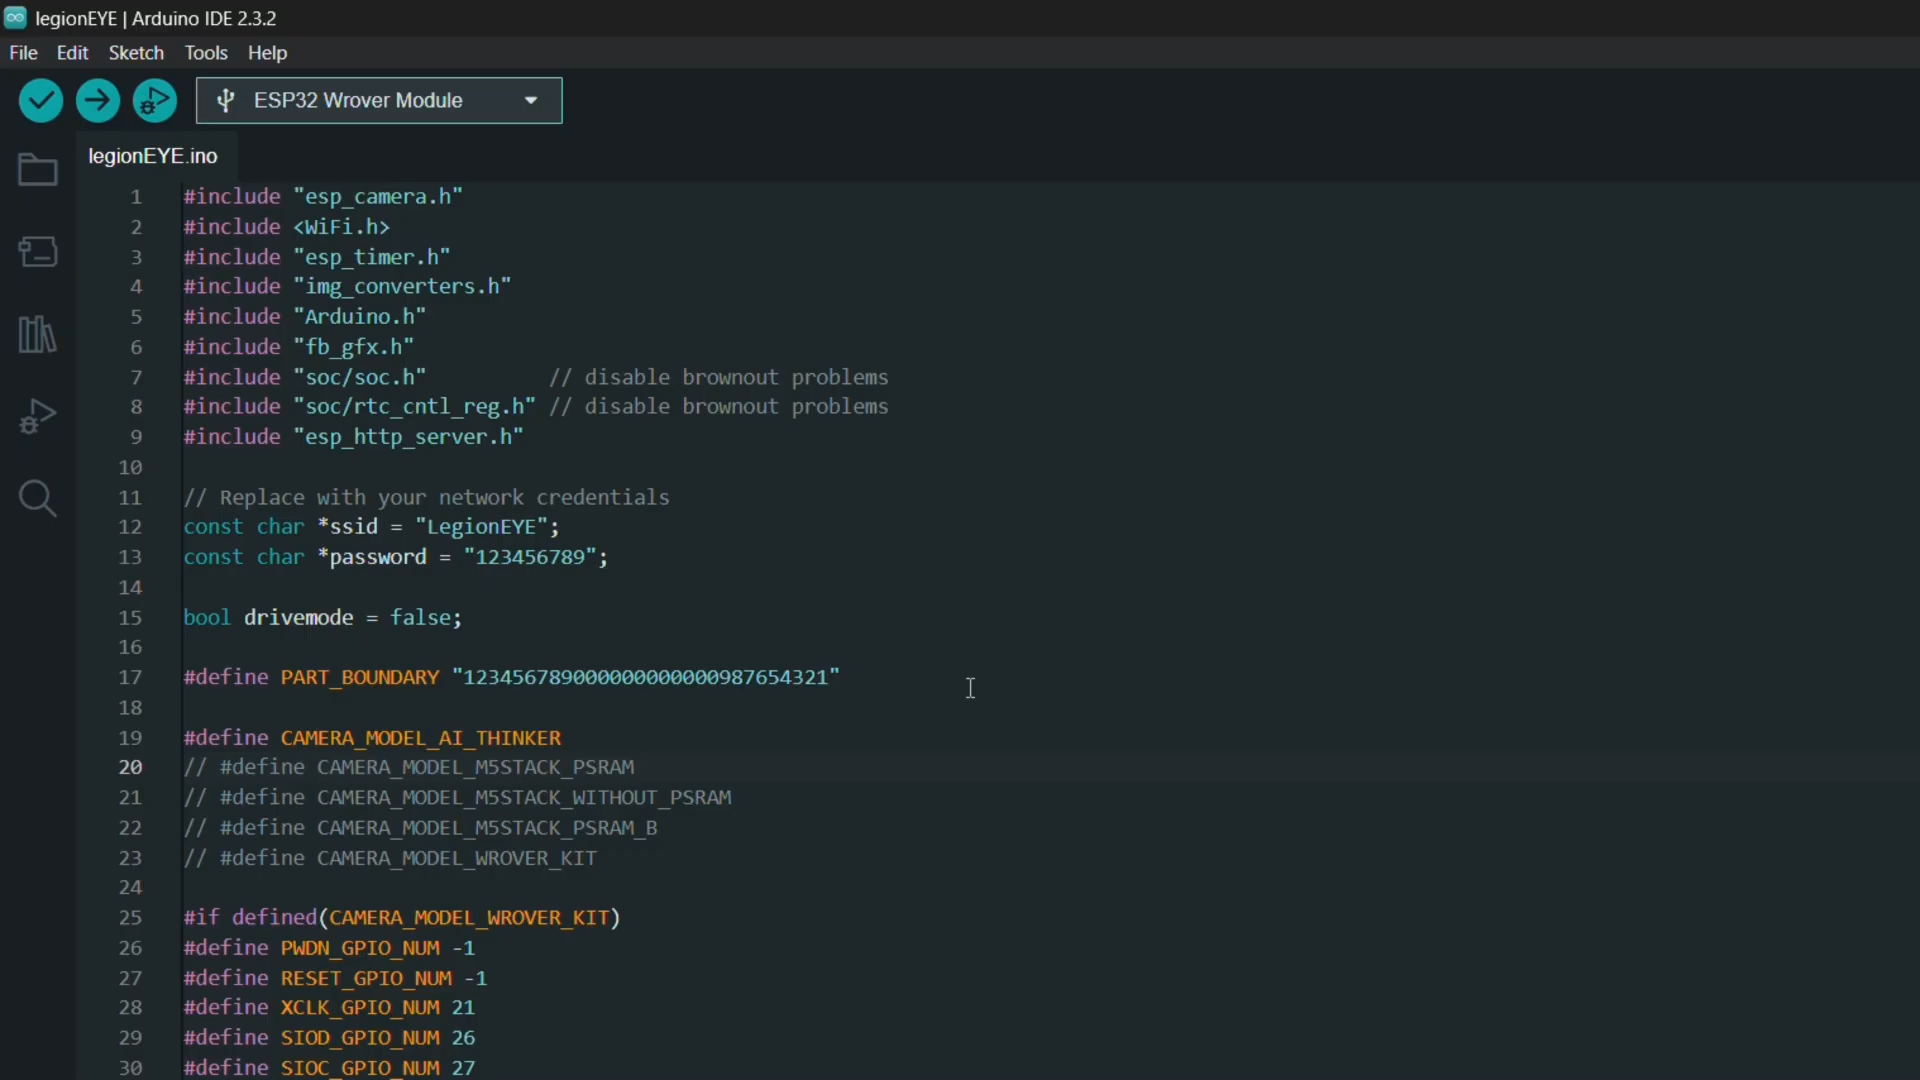 legionEYE | Arduino IDE 2.3.2
File Edit Sketch Tools Help
ESP32 Wrover Module
legionEYE.ino
1 #include "esp_camera.h"
2 #include <WiFi.h>
3 #include "esp_timer.h"
4 #include "img_converters.h"
5 #include "Arduino.h"
6 #include "fb_gfx.h"
7 #include "soc/soc.h" // disable brownout problems
8 #include "soc/rtc_cntl_reg.h" // disable brownout problems
9 #include "esp_http_server.h"
10
11 // Replace with your network credentials
12 const char *ssid = "LegionEYE";
13 const char *password = "123456789";
14
15 bool drivemode = false;
16
17 #define PART_BOUNDARY "123456789000000000000987654321"
18
19 #define CAMERA_MODEL_AI_THINKER
20 // #define CAMERA_MODEL_M5STACK_PSRAM
21 // #define CAMERA_MODEL_M5STACK_WITHOUT_PSRAM
22 // #define CAMERA_MODEL_M5STACK_PSRAM_B
23 // #define CAMERA_MODEL_WROVER_KIT
24
25 #if defined(CAMERA_MODEL_WROVER_KIT)
26 #define PWDN_GPIO_NUM -1
27 #define RESET_GPIO_NUM -1
28 #define XCLK_GPIO_NUM 21
29 #define SIOD_GPIO_NUM 26
30 #define SIOC_GPIO_NUM 27